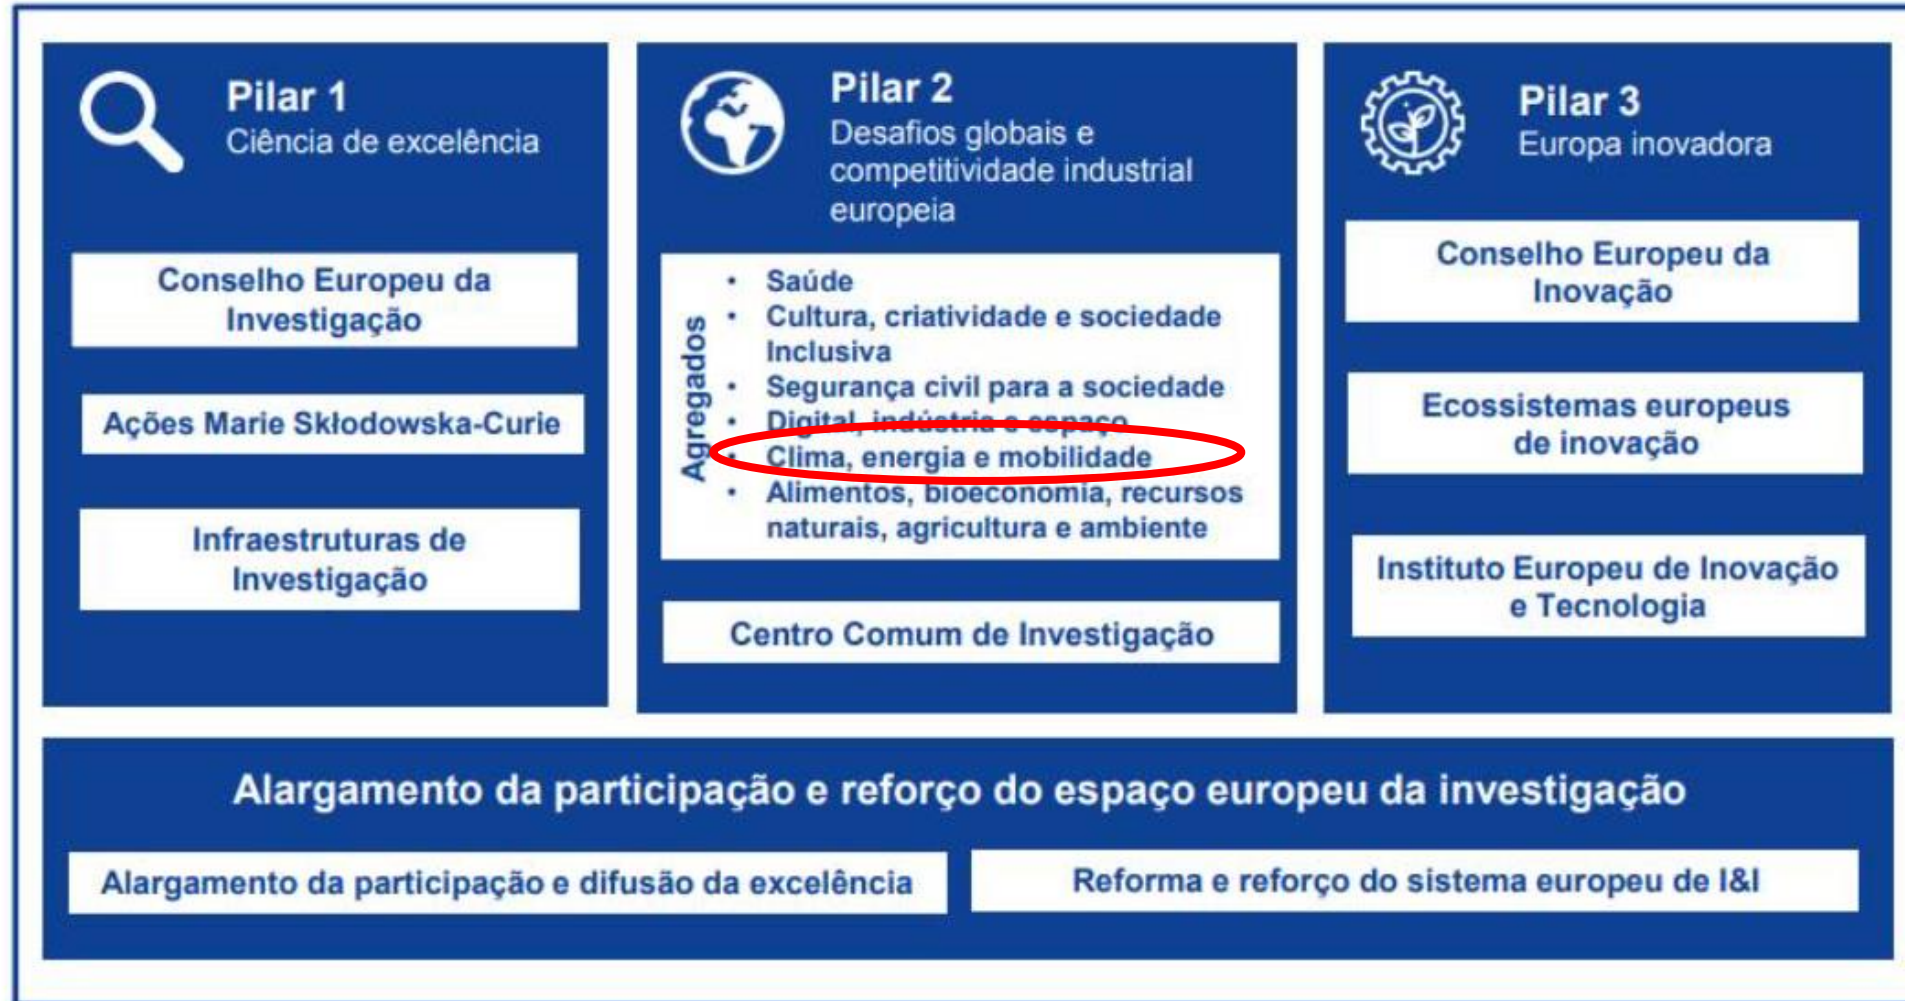 Pilar 1
Ciência de excelência
Conselho Europeu da
Investigação
Ações Marie Skłodowska-Curie
Infraestruturas de
Investigação
Pilar 2
Desafios globais e
competitividade industrial
europeia
Agregados
• Saúde
• Cultura, criatividade e sociedade
Inclusiva
• Segurança civil para a sociedade
• Digital, indústria e espaço
• Clima, energia e mobilidade
• Alimentos, bioeconomia, recursos
naturais, agricultura e ambiente
Centro Comum de Investigação
Pilar 3
Europa inovadora
Conselho Europeu da
Inovação
Ecossistemas europeus
de inovação
Instituto Europeu de Inovação
e Tecnologia
Alargamento da participação e reforço do espaço europeu da investigação
Alargamento da participação e difusão da excelência
Reforma e reforço do sistema europeu de I&I